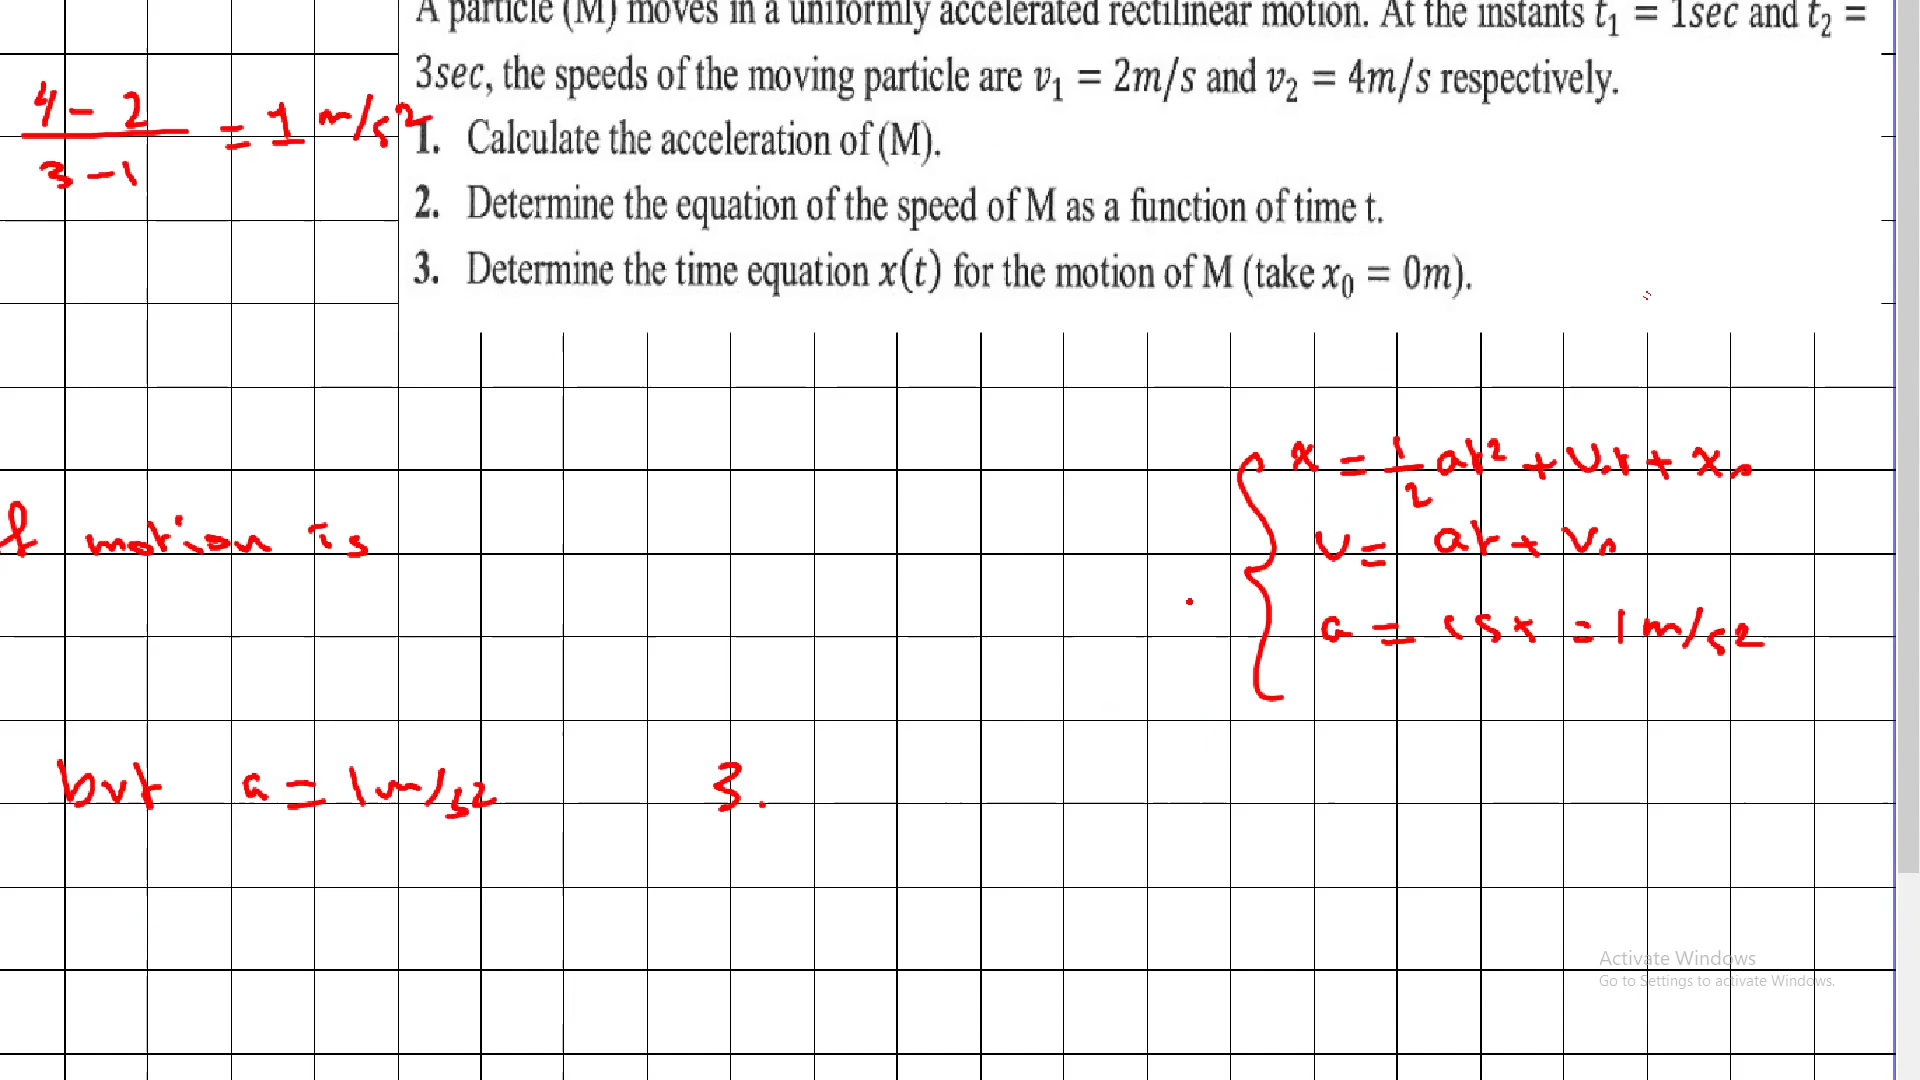 A particle (M) moves in a uniformly accelerated rectilinear motion. At the instants t₁ = 1sec and t₂ =
3sec, the speeds of the moving particle are v₁ = 2m/s and v₂ = 4m/s respectively.
1. Calculate the acceleration of (M).
2. Determine the equation of the speed of M as a function of time t.
3. Determine the time equation x(t) for the motion of M (take x₀ = 0m).
4 - 2
3 - 1
= 1 m/s2
x = 1/2 at² + v₀t + x₀
v = at + v₀
a = cst = 1m/s2
motion is
but a = 1m/s2
3.
Activate Windows
Go to Settings to activate Windows.